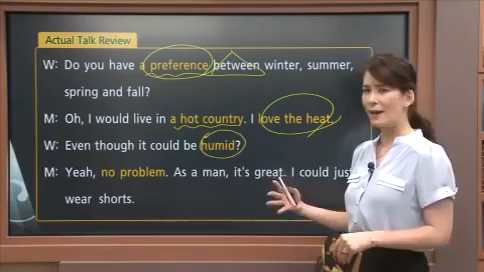 Actual Talk Review
W: Do you have a preference between winter, summer,
spring and fall?
M: Oh, I would live in a hot country. I love the heat.
W: Even though it could be humid?
M: Yeah, no problem. As a man, it's great. I could just
wear shorts.